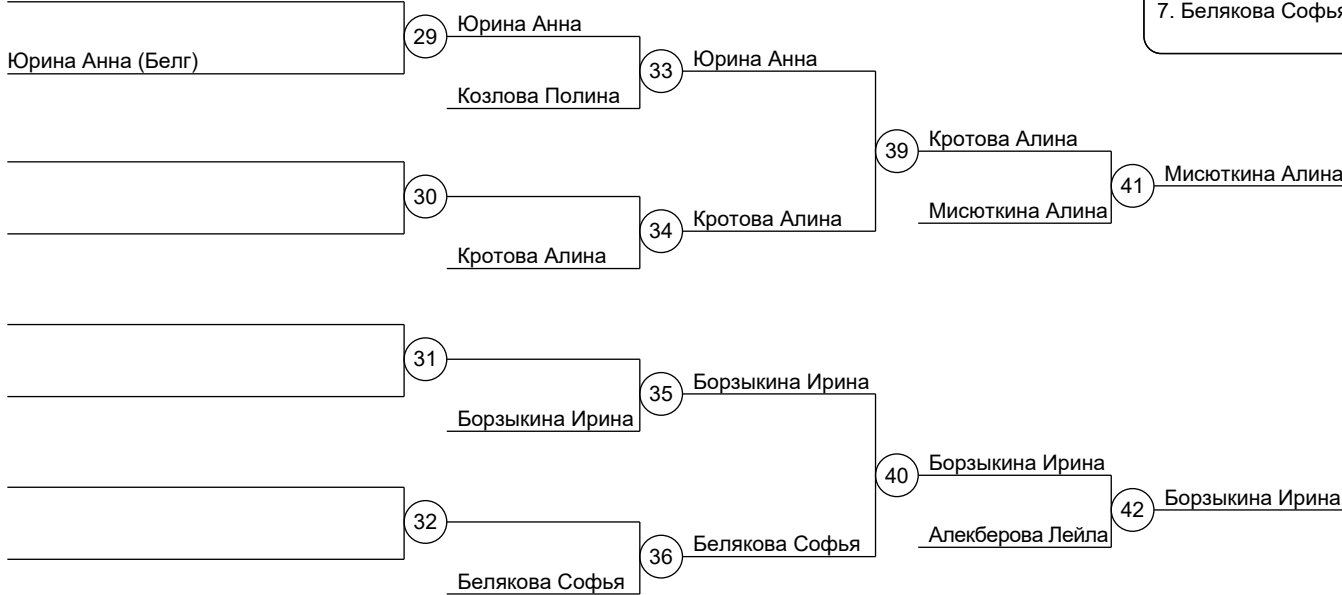 7. Белякова Софья
29
Юрина Анна
Юрина Анна (Белг)
33
Юрина Анна
Козлова Полина
39
Кротова Алина
30
41
Мисюткина Алина
34
Кротова Алина
Мисюткина Алина
Кротова Алина
31
35
Борзыкина Ирина
Борзыкина Ирина
40
Борзыкина Ирина
32
42
Борзыкина Ирина
36
Белякова Софья
Алекберова Лейла
Белякова Софья